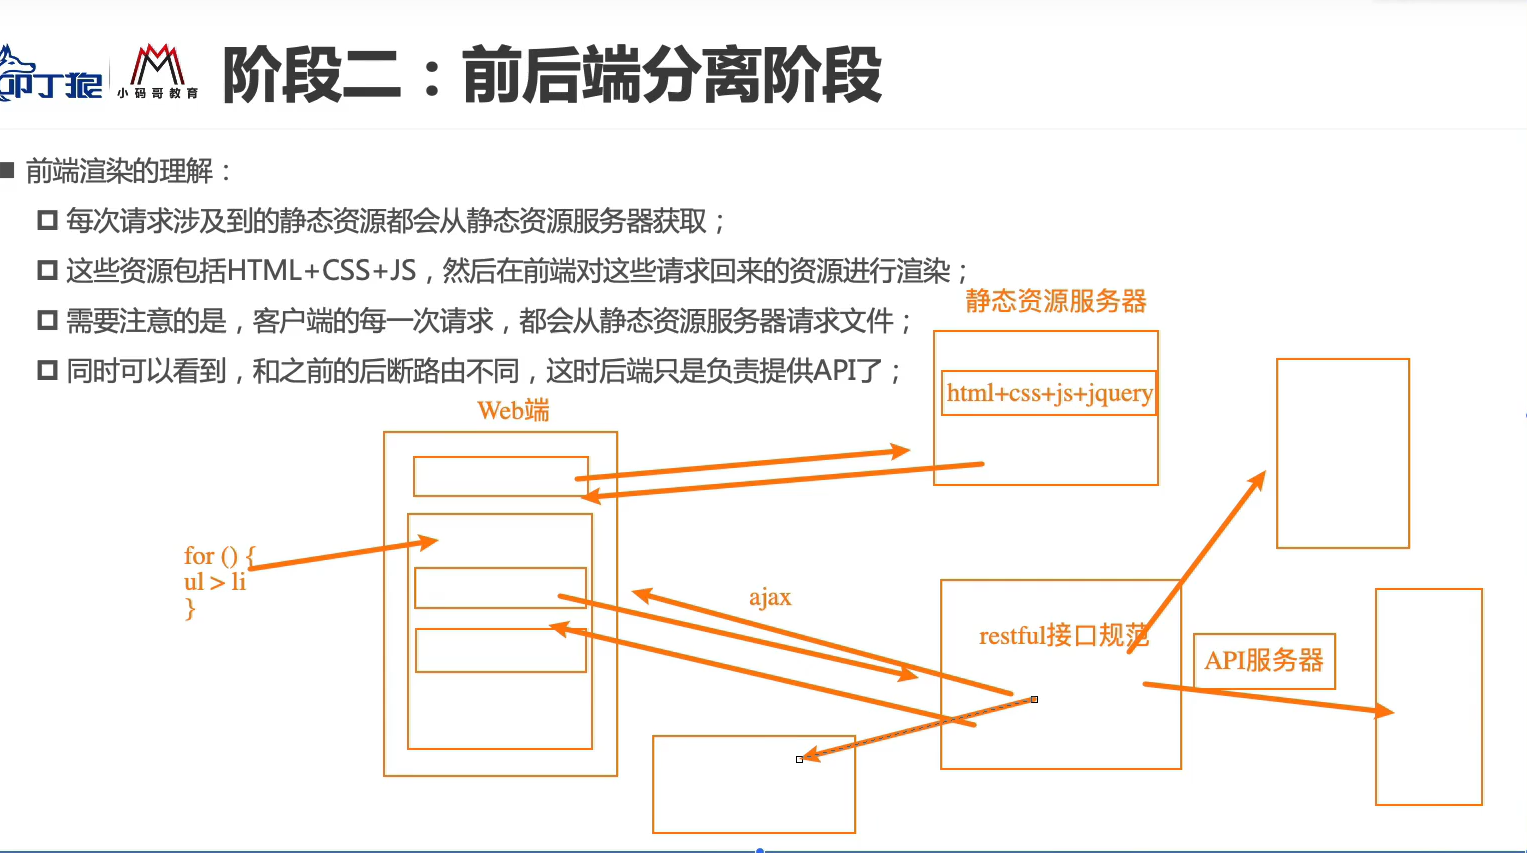 叩丁狼
小码哥教育
阶段二：前后端分离阶段
前端渲染的理解：
每次请求涉及到的静态资源都会从静态资源服务器获取；
这些资源包括HTML+CSS+JS，然后在前端对这些请求回来的资源进行渲染；
需要注意的是，客户端的每一次请求，都会从静态资源服务器请求文件；
同时可以看到，和之前的后断路由不同，这时后端只是负责提供API了；
静态资源服务器
html+css+js+jquery
Web端
for () {
ul > li
}
ajax
restful接口规范
API服务器